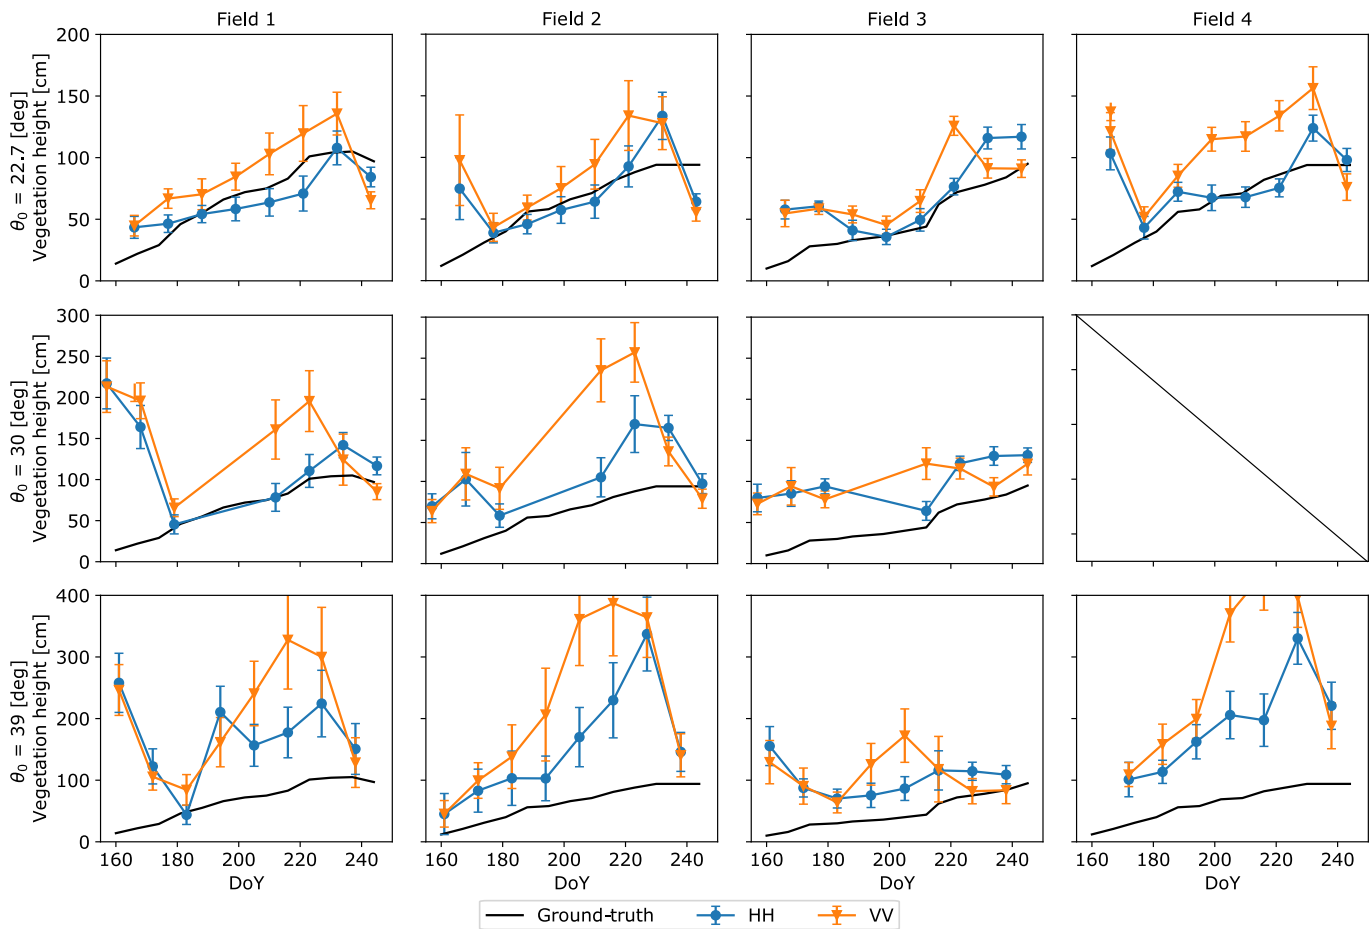 Field 1 Field 2 Field 3 Field 4
θ₀ = 22.7 [deg]
Vegetation height [cm]
200
150
100
50
0
θ₀ = 30 [deg]
Vegetation height [cm]
300
250
200
150
100
50
0
θ₀ = 39 [deg]
Vegetation height [cm]
400
300
200
100
0
160 180 200 220 240 160 180 200 220 240 160 180 200 220 240 160 180 200 220 240
DoY DoY DoY DoY
Ground-truth HH VV